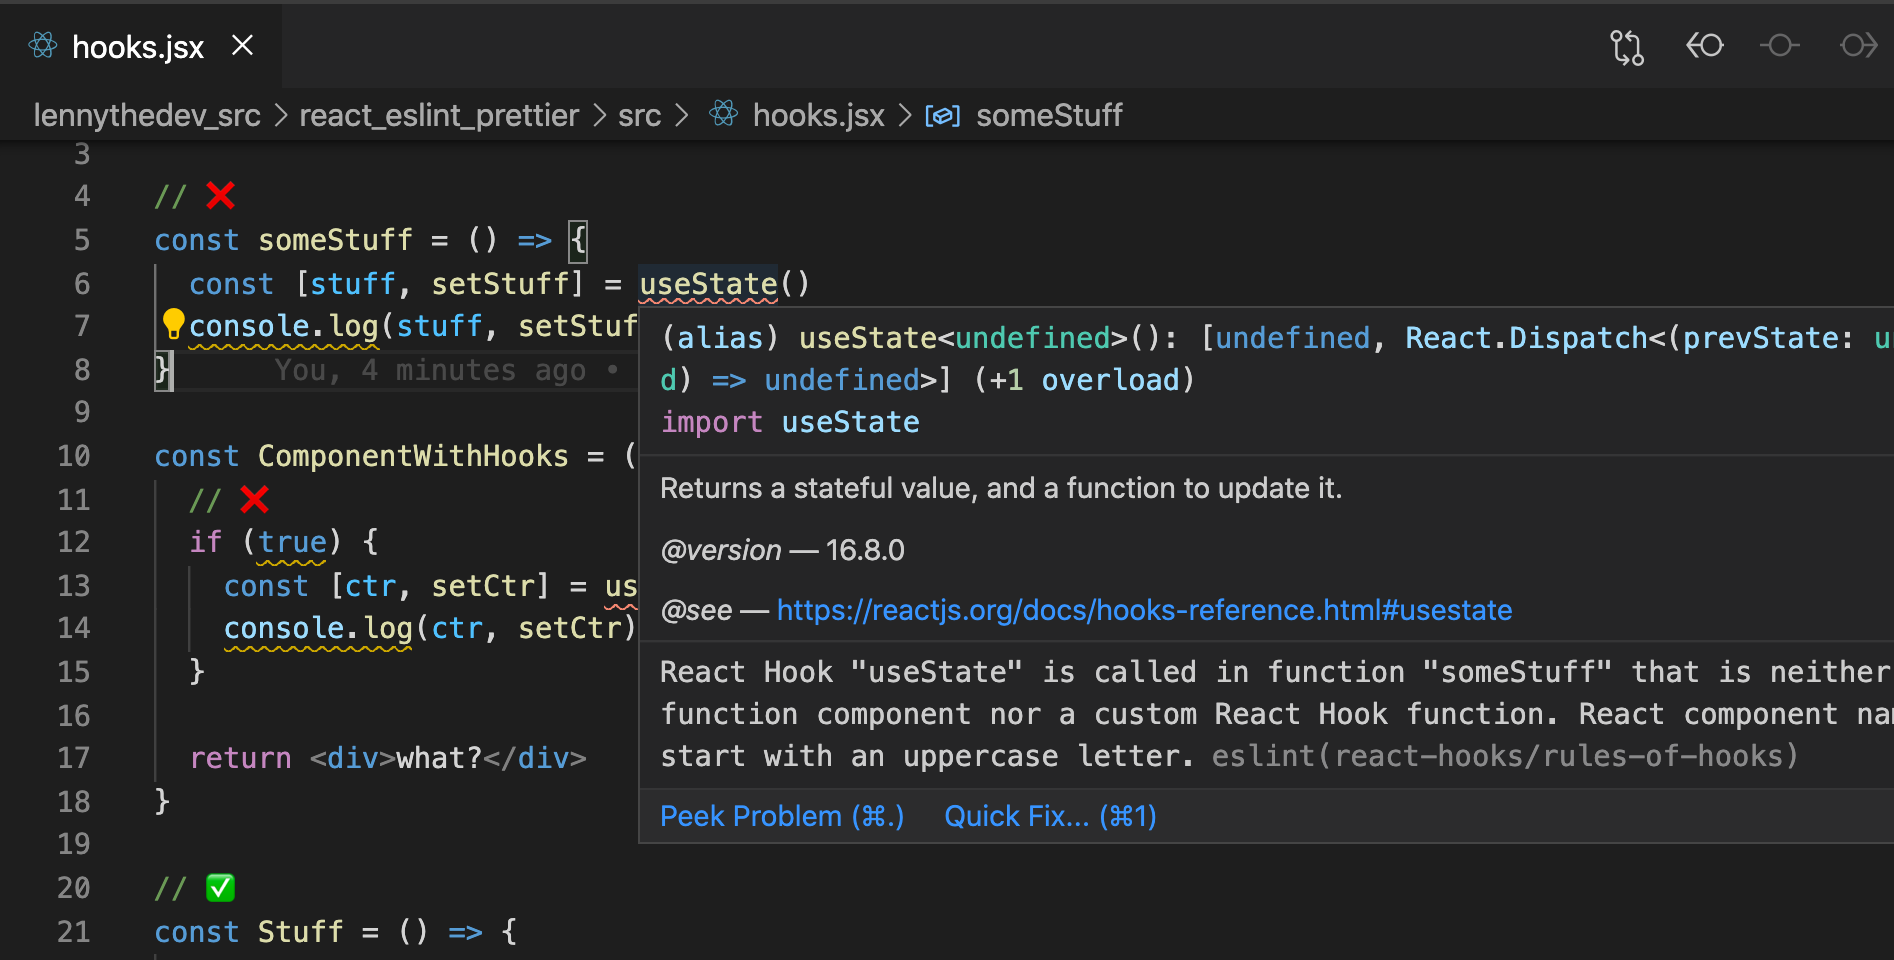 hooks.jsx
lennythedev_src > react_eslint_prettier > src > hooks.jsx > someStuff
3
4 // ❌
5 const someStuff = () => {
6 const [stuff, setStuff] = useState()
7 console.log(stuff, setStuf
8 } You, 4 minutes ago •
9
10 const ComponentWithHooks = (
11 // ❌
12 if (true) {
13 const [ctr, setCtr] = us
14 console.log(ctr, setCtr)
15 }
16
17 return <div>what?</div>
18 }
19
20 // ✅
21 const Stuff = () => {
(alias) useState<undefined>(): [undefined, React.Dispatch<(prevState: u
d) => undefined>] (+1 overload)
import useState
Returns a stateful value, and a function to update it.
@version — 16.8.0
@see — https://reactjs.org/docs/hooks-reference.html#usestate
React Hook "useState" is called in function "someStuff" that is neither
function component nor a custom React Hook function. React component na
start with an uppercase letter. eslint(react-hooks/rules-of-hooks)
Peek Problem (⌘.) Quick Fix... (⌘1)